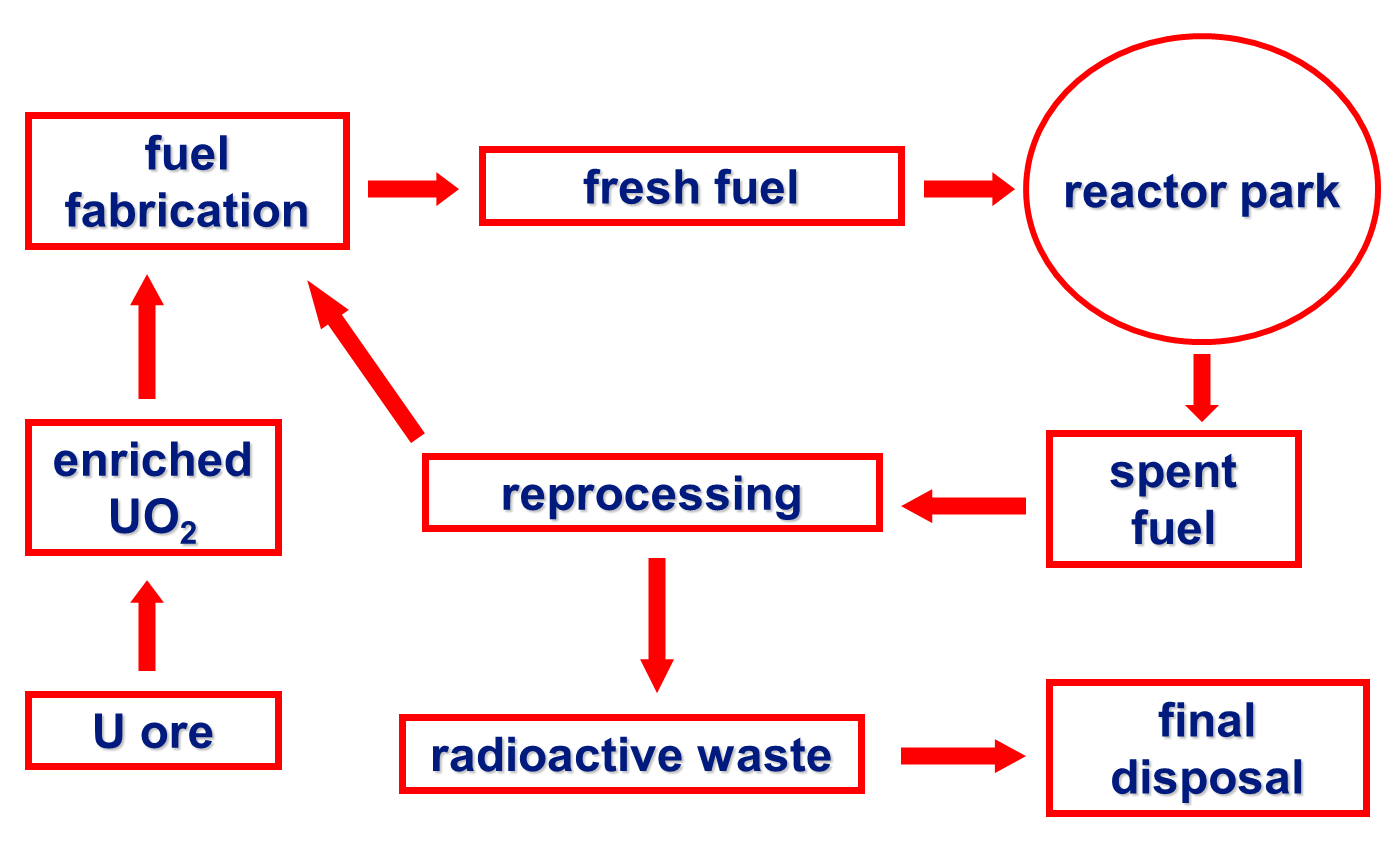 fuel
fabrication
fresh fuel
reactor park
enriched
UO₂
reprocessing
spent
fuel
U ore
radioactive waste
final
disposal